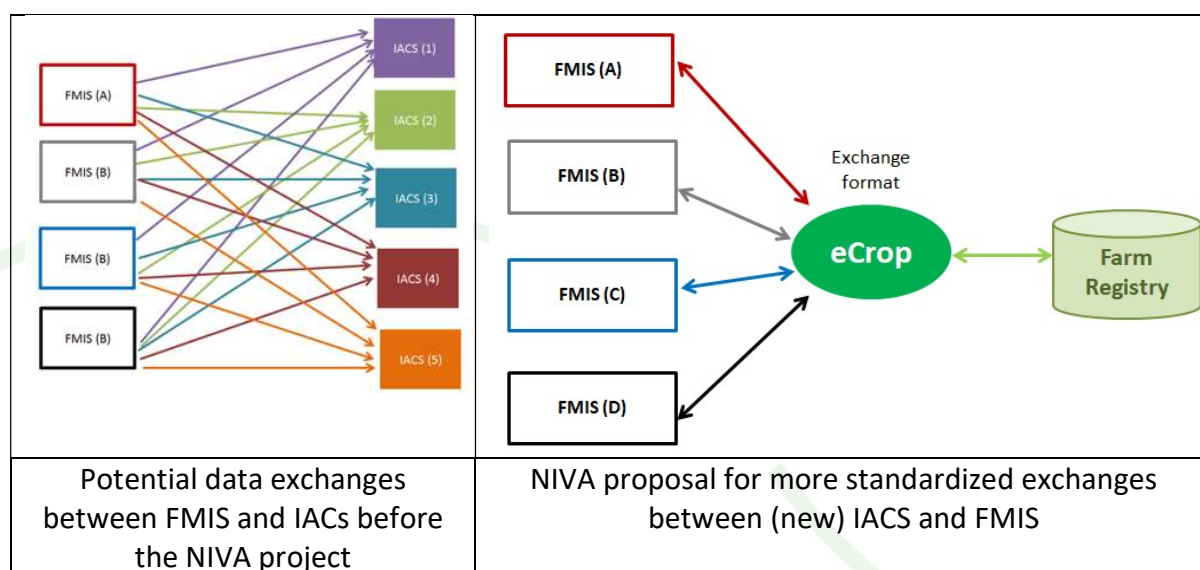 FMIS (A)
FMIS (B)
FMIS (B)
FMIS (B)
IACS (1)
IACS (2)
IACS (3)
IACS (4)
IACS (5)
FMIS (A)
FMIS (B)
FMIS (C)
FMIS (D)
Exchange
format
eCrop
Farm
Registry
Potential data exchanges
between FMIS and IACs before
the NIVA project
NIVA proposal for more standardized exchanges
between (new) IACS and FMIS